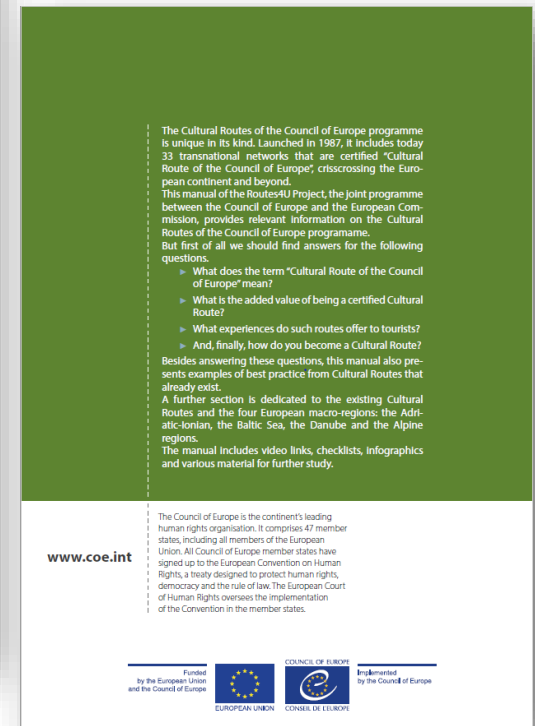 The Cultural Routes of the Council of Europe programme
is unique in its kind. Launched in 1987, it includes today
33 transnational networks that are certified “Cultural
Route of the Council of Europe”, crisscrossing the Euro-
pean continent and beyond.
This manual of the Routes4U Project, the joint programme
between the Council of Europe and the European Com-
mission, provides relevant information on the Cultural
Routes of the Council of Europe programame.
But first of all we should find answers for the following
questions.
► What does the term “Cultural Route of the Council
of Europe” mean?
► What is the added value of being a certified Cultural
Route?
► What experiences do such routes offer to tourists?
► And, finally, how do you become a Cultural Route?
Besides answering these questions, this manual also pre-
sents examples of best practice from Cultural Routes that
already exist.
A further section is dedicated to the existing Cultural
Routes and the four European macro-regions: the Adri-
atic-Ionian, the Baltic Sea, the Danube and the Alpine
regions.
The manual includes video links, checklists, infographics
and various material for further study.
www.coe.int
The Council of Europe is the continent’s leading
human rights organisation. It comprises 47 member
states, including all members of the European
Union. All Council of Europe member states have
signed up to the European Convention on Human
Rights, a treaty designed to protect human rights,
democracy and the rule of law. The European Court
of Human Rights oversees the implementation
of the Convention in the member states.
Funded
by the European Union
and the Council of Europe
EUROPEAN UNION
COUNCIL OF EUROPE
CONSEIL DE L'EUROPE
Implemented
by the Council of Europe